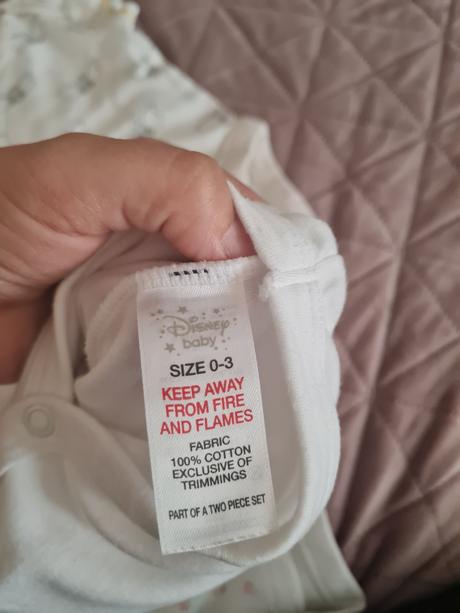 Disney
baby
SIZE 0-3
KEEP AWAY
FROM FIRE
AND FLAMES
FABRIC
100% COTTON
EXCLUSIVE OF
TRIMMINGS
PART OF A TWO PIECE SET